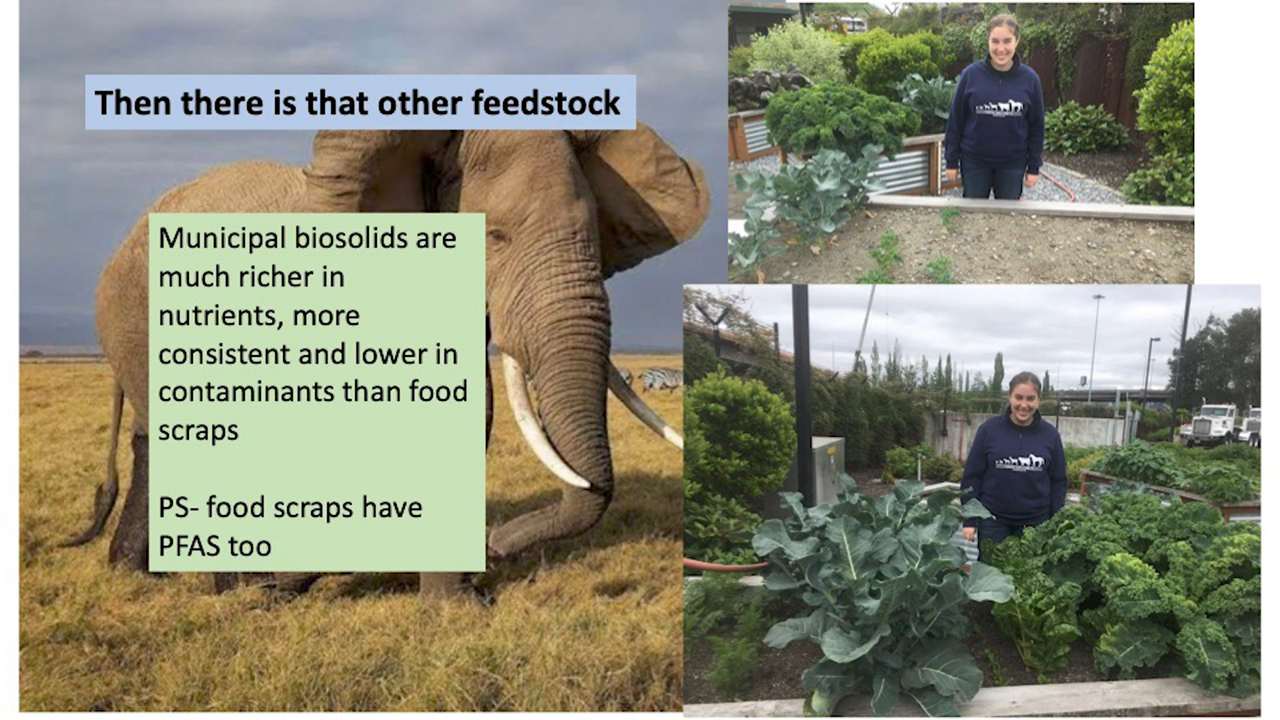 Then there is that other feedstock
Municipal biosolids are
much richer in
nutrients, more
consistent and lower in
contaminants than food
scraps
PS- food scraps have
PFAS too